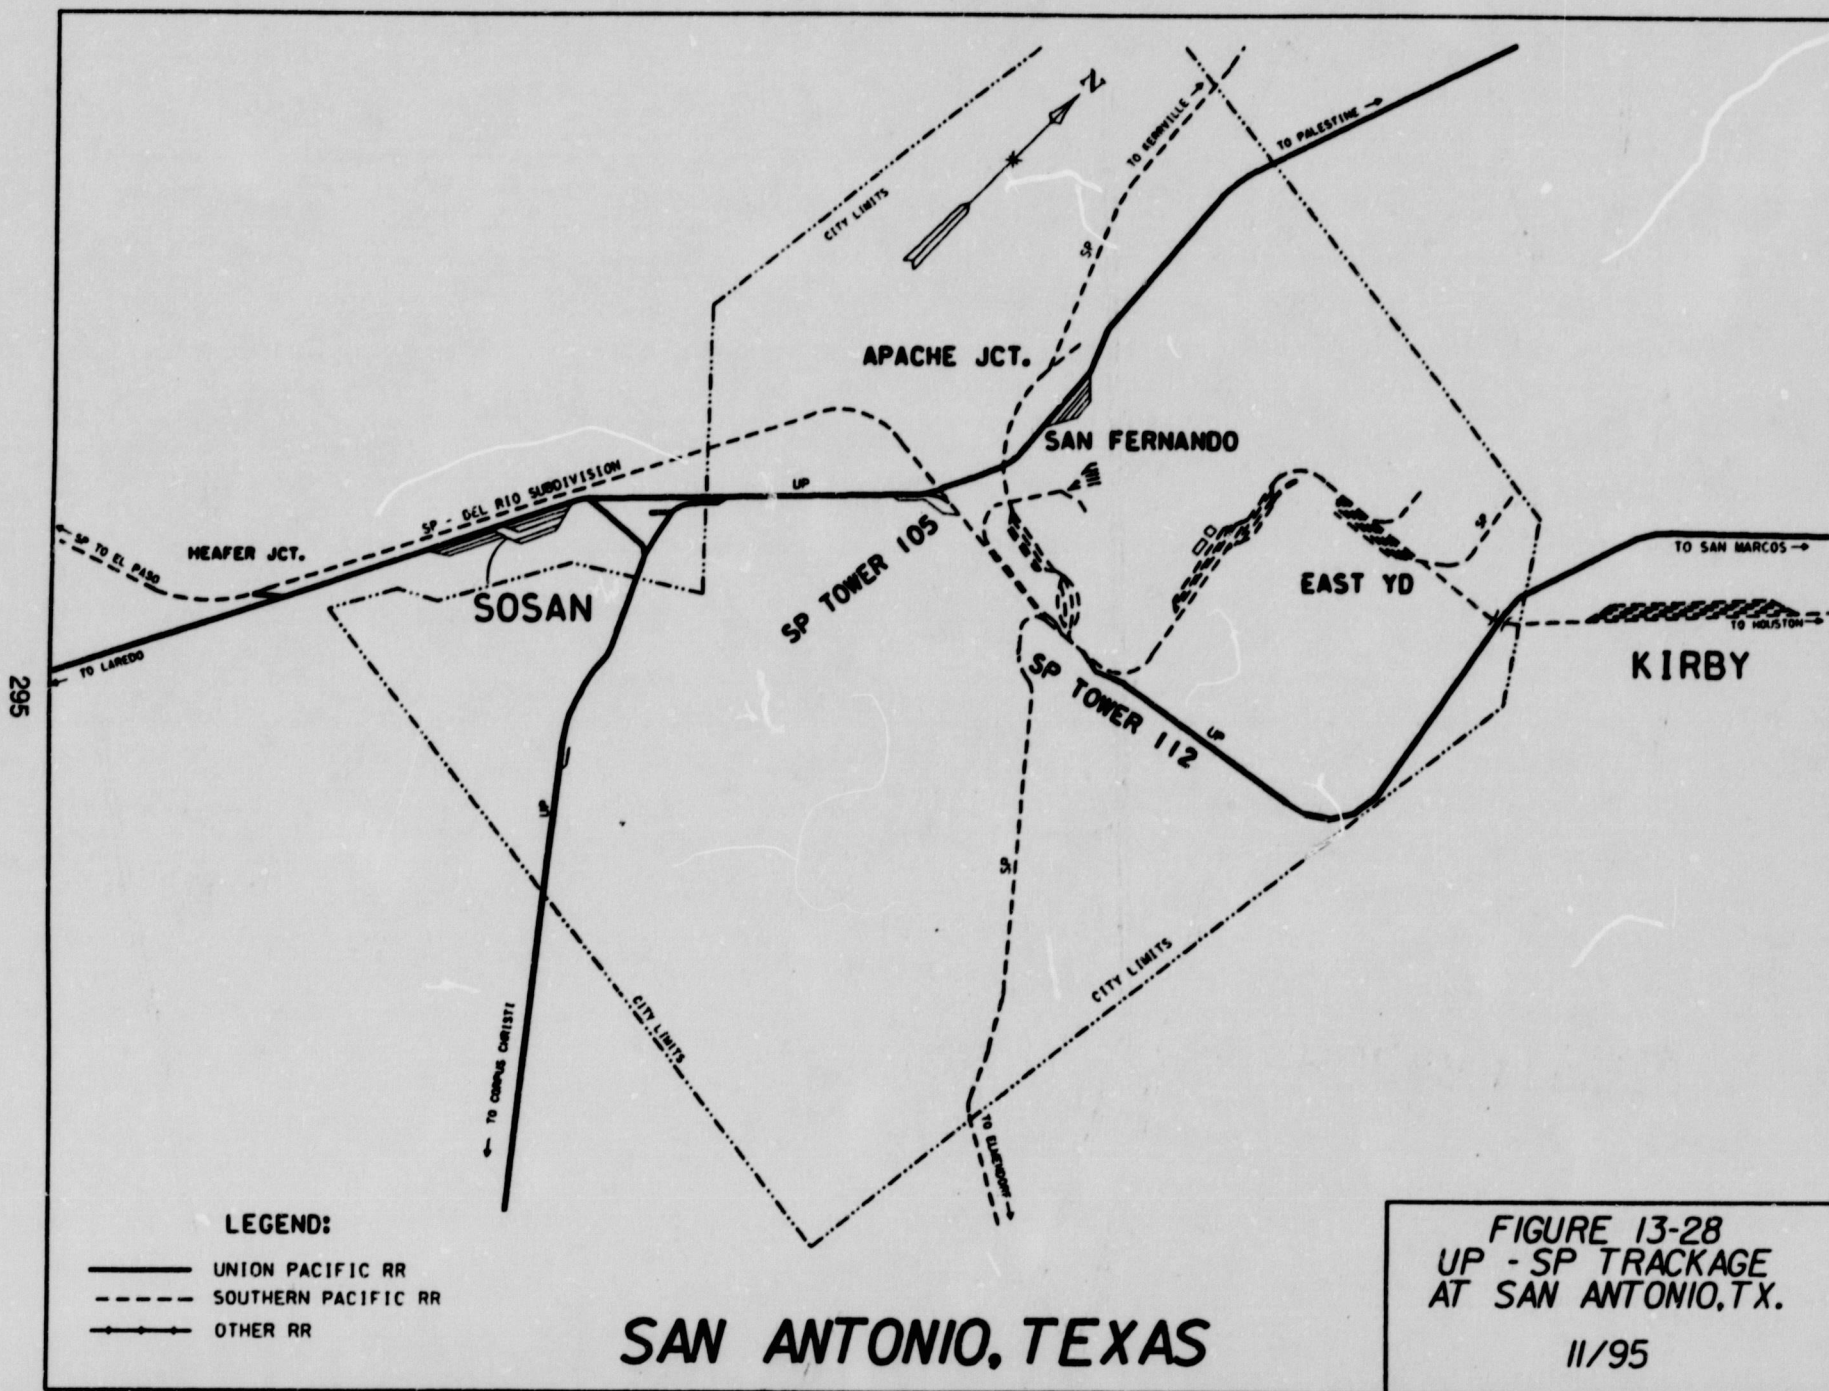 N
TO KERRVILLE →
TO PALESTINE →
CITY LIMITS
SP
APACHE JCT.
SAN FERNANDO
UP
SP - DEL RIO SUBDIVISION
← SP TO EL PASO
HEAFER JCT.
SOSAN
SP TOWER 105
EAST YD
SP
TO SAN MARCOS →
TO HOUSTON →
KIRBY
← TO LAREDO
SP TOWER 112
UP
295
UP
SP
CITY LIMITS
CITY LIMITS
← TO CORPUS CHRISTI
TO ELMENDORF →
LEGEND:
UNION PACIFIC RR
SOUTHERN PACIFIC RR
OTHER RR
SAN ANTONIO, TEXAS
FIGURE 13-28
UP - SP TRACKAGE
AT SAN ANTONIO, TX.
11/95